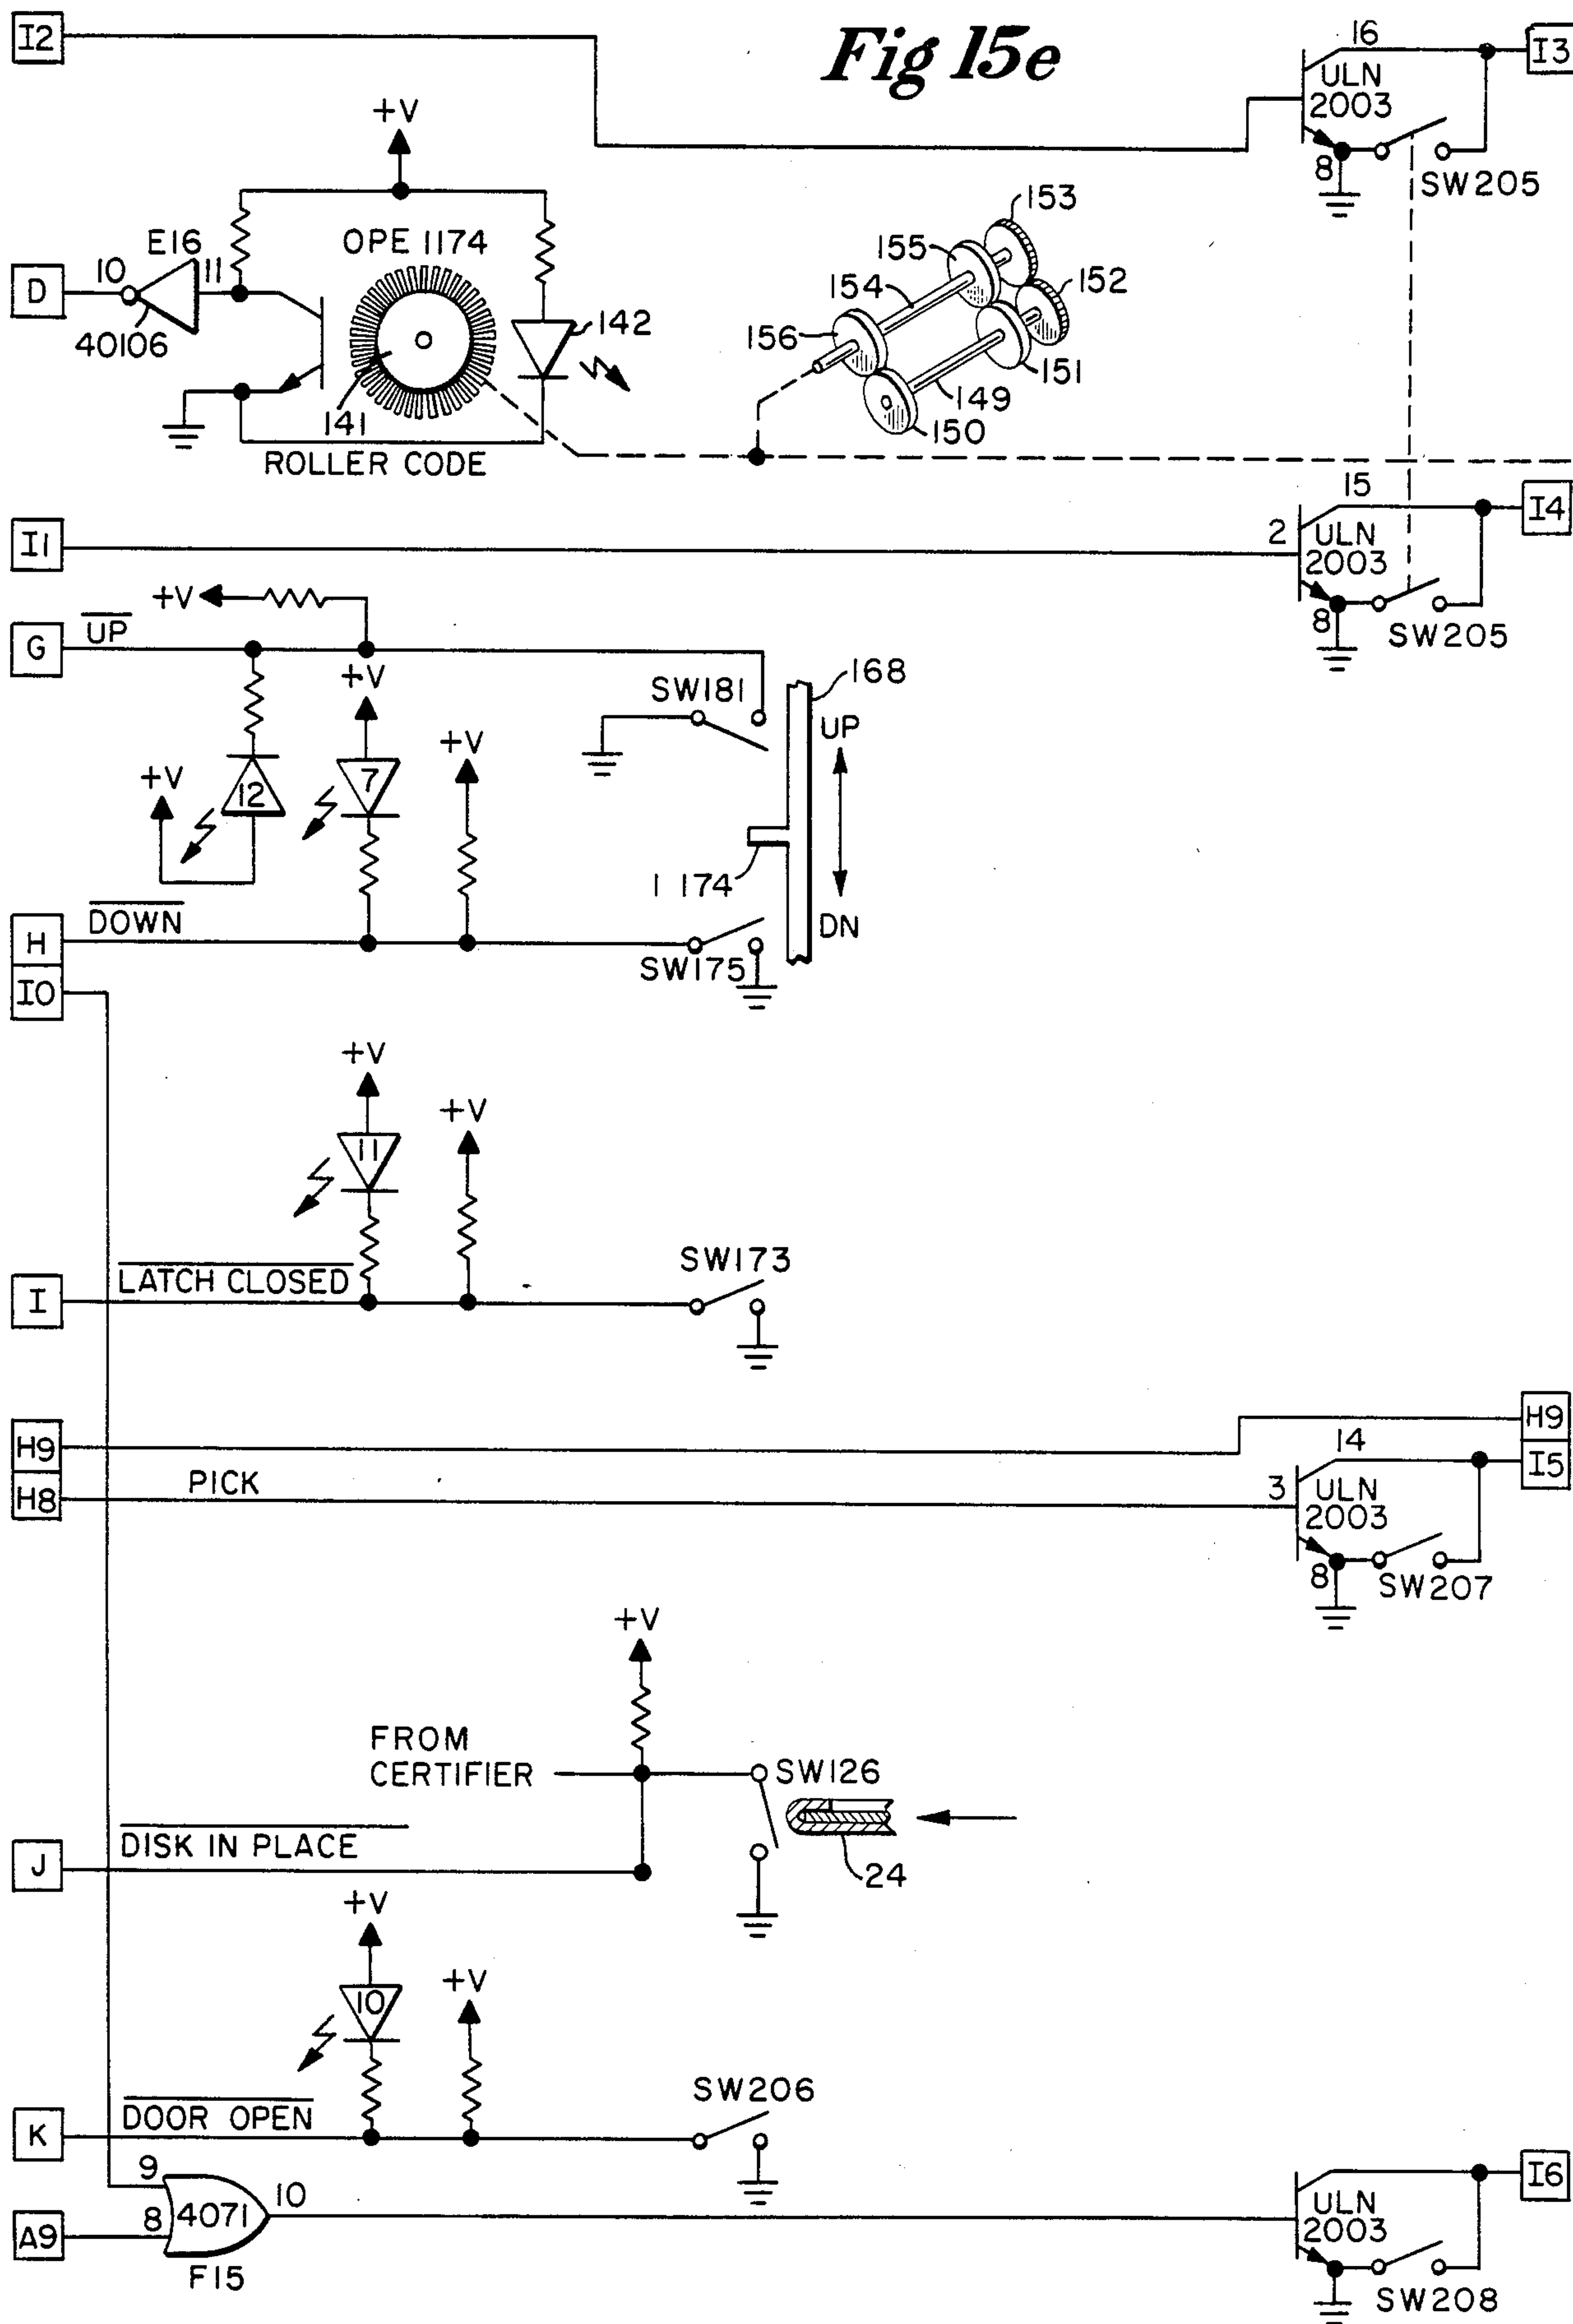 Fig 15e
I2
16
I3
ULN
2003
8
SW205
+V
E16
OPE 1174
10
11
D
40106
142
141
ROLLER CODE
153
155
152
154
156
151
149
150
15
I4
I1
2
ULN
2003
8
SW205
+V
G
UP
+V
SW181
168
UP
+V
+V
12
7
1 174
DN
H
DOWN
SW175
I0
+V
+V
11
I
LATCH CLOSED
SW173
H9
H9
14
I5
H8
PICK
3
ULN
2003
8
SW207
+V
FROM
CERTIFIER
SW126
J
DISK IN PLACE
24
+V
+V
10
K
DOOR OPEN
SW206
9
10
I6
8
4071
ULN
2003
A9
F15
SW208